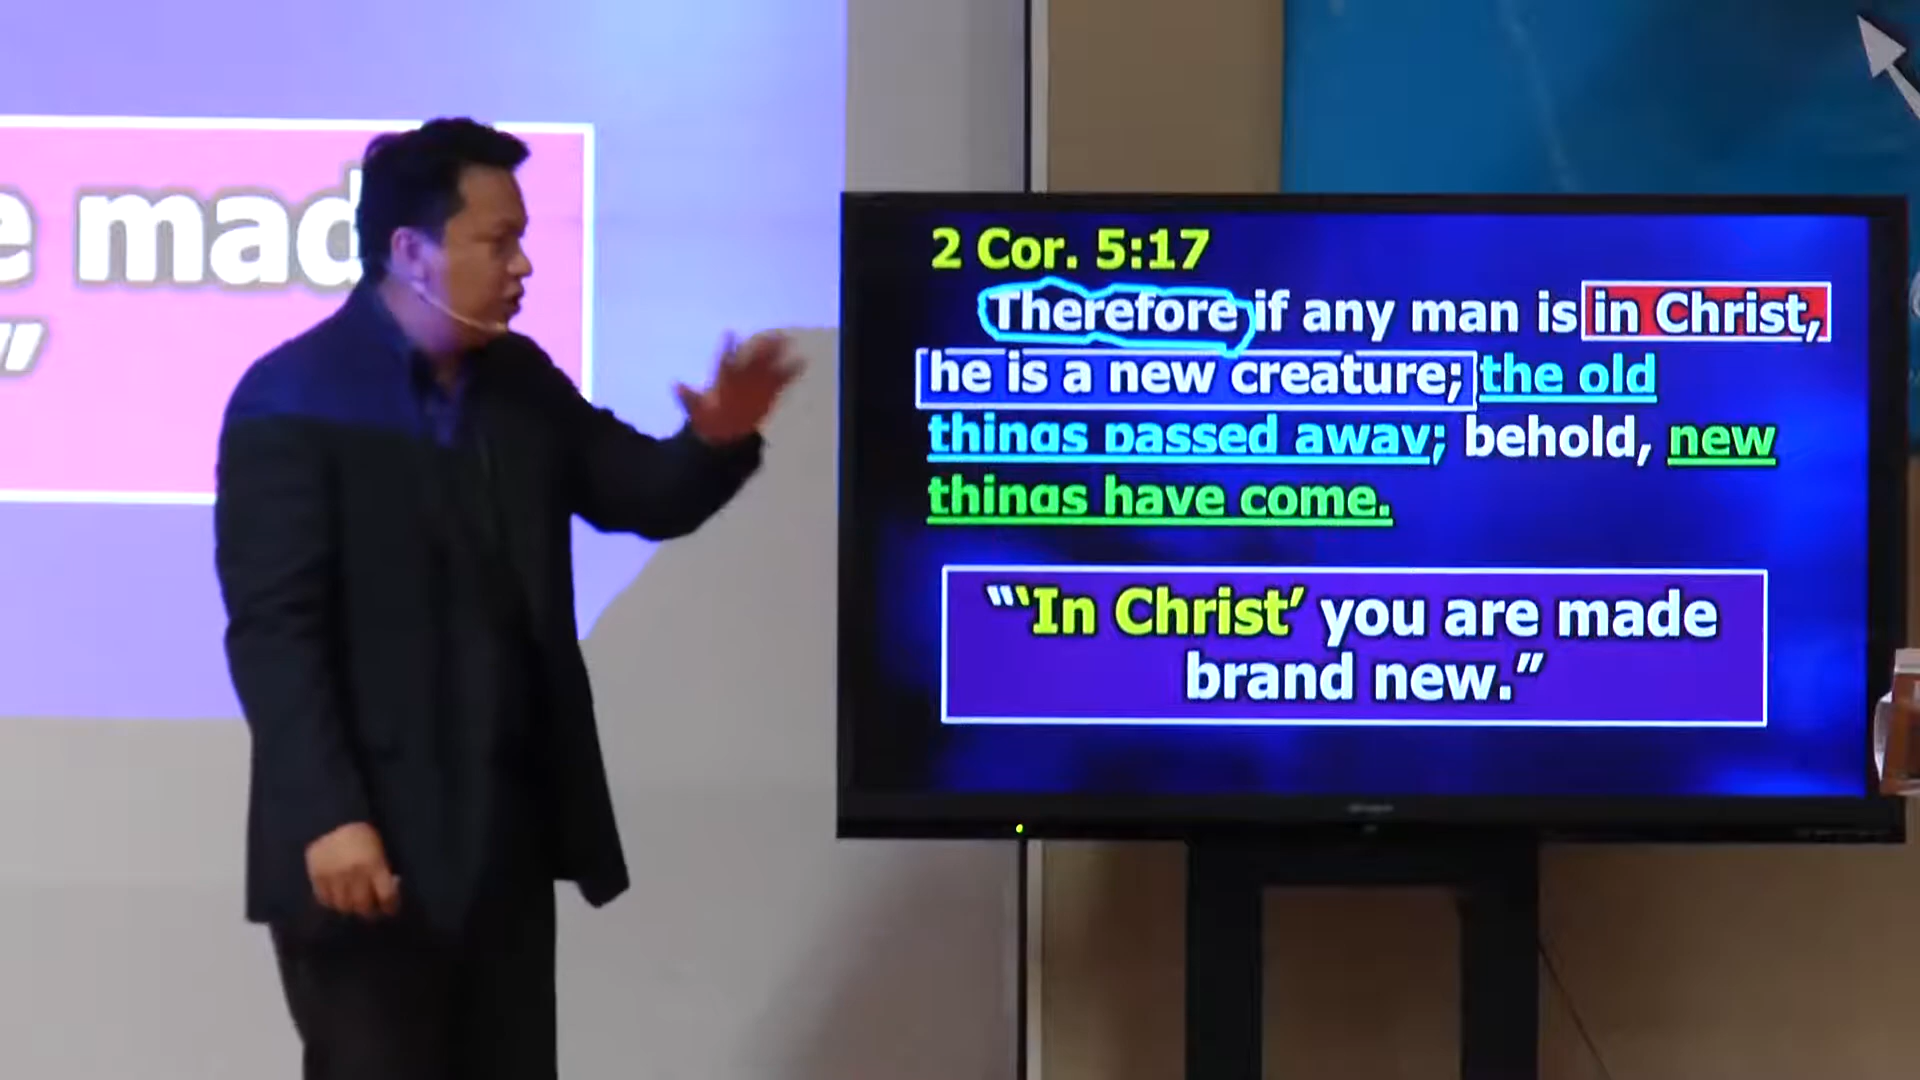 e mad
"
2 Cor. 5:17
Therefore if any man is in Christ,
he is a new creature; the old
things passed away; behold, new
things have come.
"'In Christ' you are made
brand new."